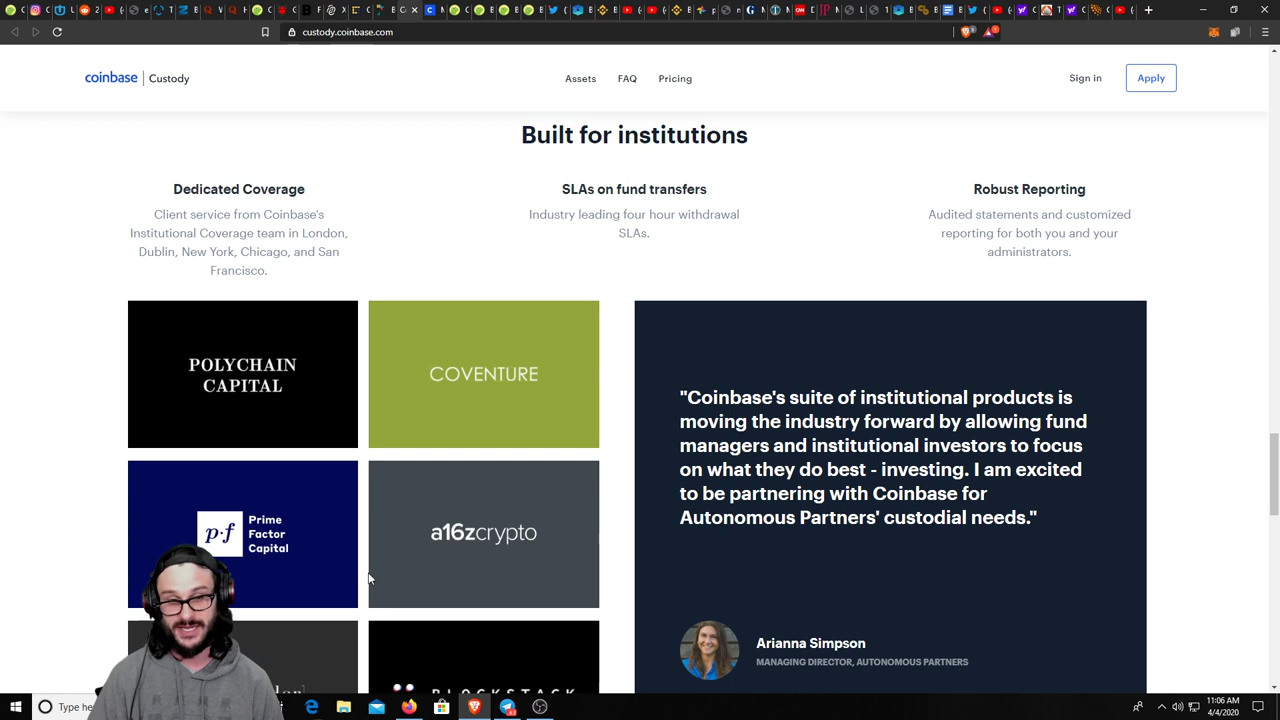 custody.coinbase.com
coinbase | Custody
Assets
FAQ
Pricing
Sign in
Apply
Built for institutions
Dedicated Coverage
Client service from Coinbase's
Institutional Coverage team in London,
Dublin, New York, Chicago, and San
Francisco.
SLAs on fund transfers
Industry leading four hour withdrawal
SLAs.
Robust Reporting
Audited statements and customized
reporting for both you and your
administrators.
POLYCHAIN
CAPITAL
COVENTURE
p·f
Prime
Factor
Capital
a16zcrypto
BLOCKSTACK
"Coinbase's suite of institutional products is
moving the industry forward by allowing fund
managers and institutional investors to focus
on what they do best - investing. I am excited
to be partnering with Coinbase for
Autonomous Partners' custodial needs."
Arianna Simpson
MANAGING DIRECTOR, AUTONOMOUS PARTNERS
Type he
11:06 AM
4/4/2020